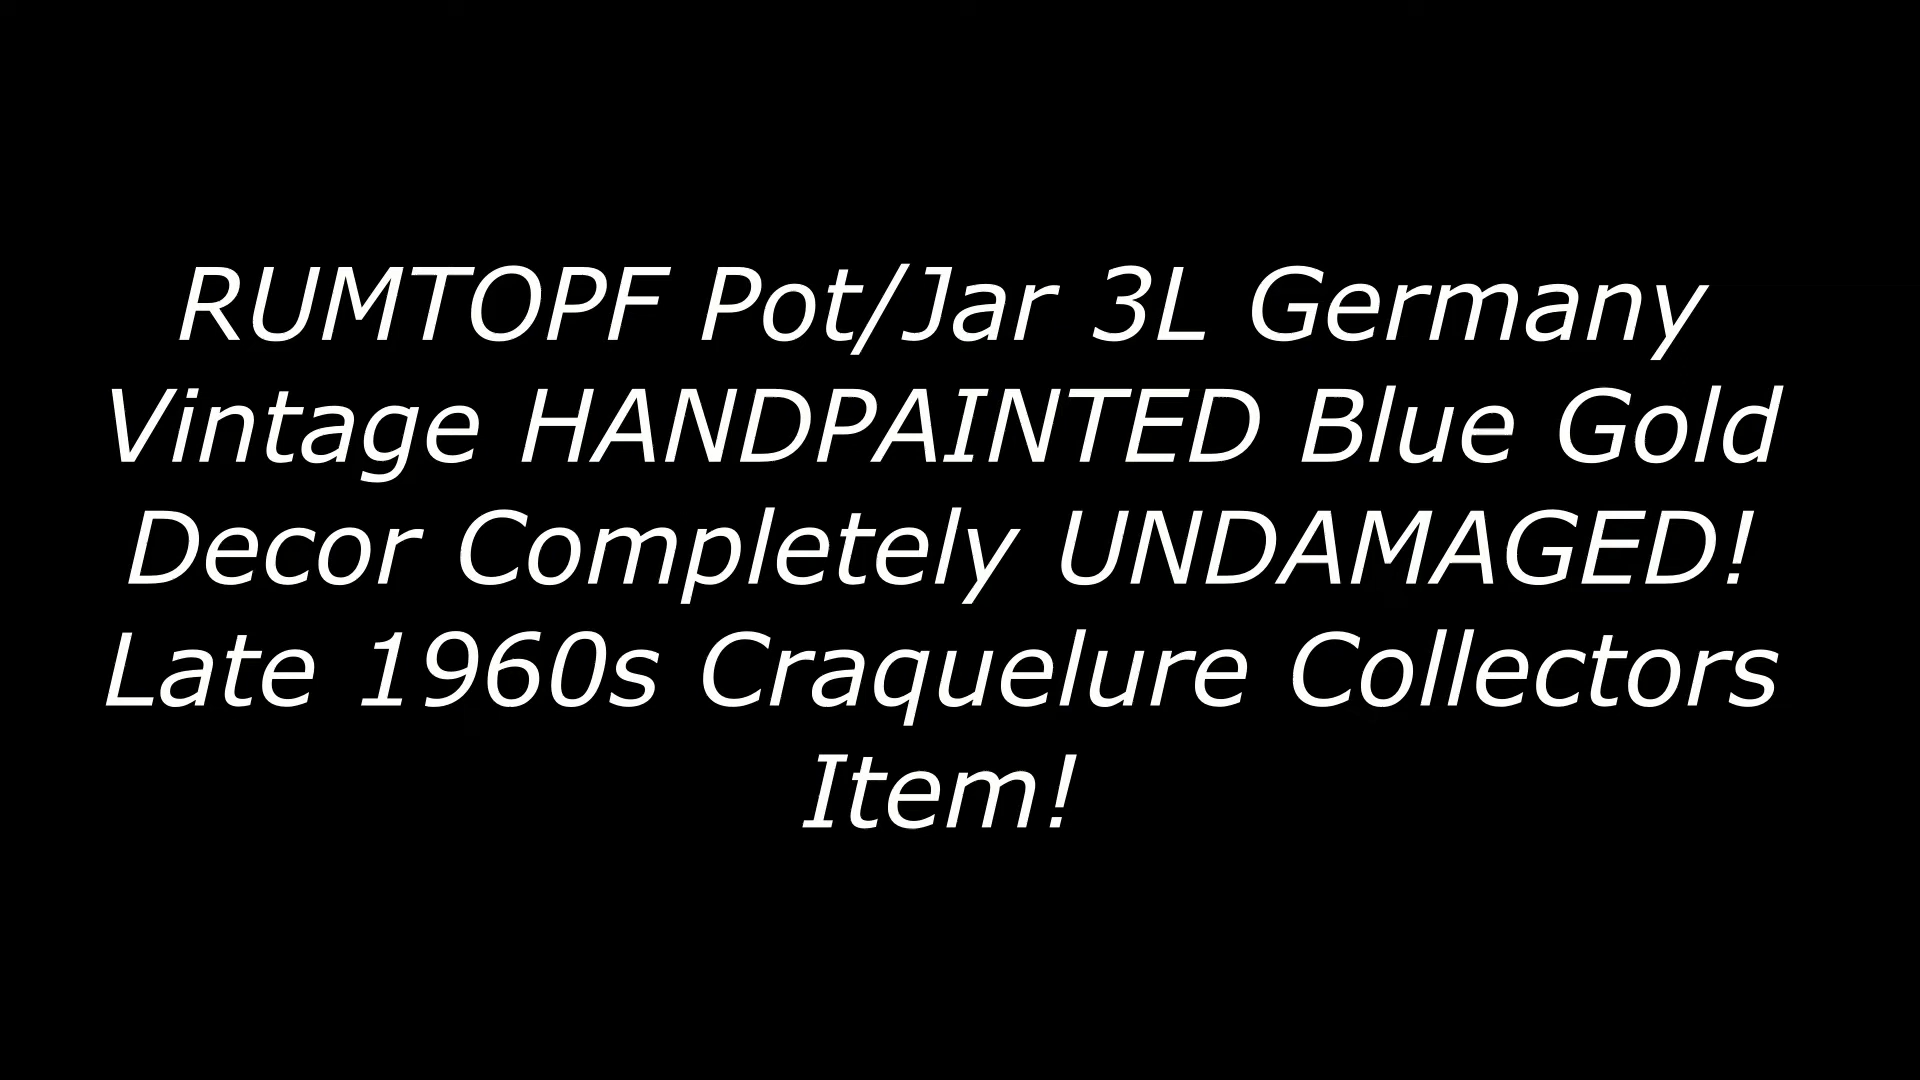 RUMTOPF Pot/Jar 3L Germany
Vintage HANDPAINTED Blue Gold
Decor Completely UNDAMAGED!
Late 1960s Craquelure Collectors
Item!